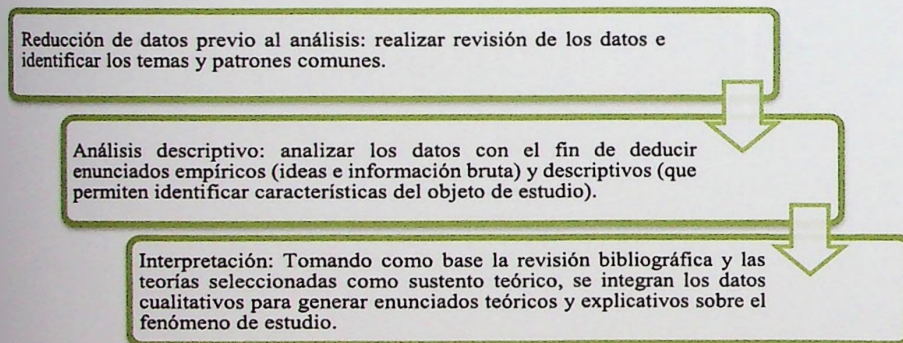 Reducción de datos previo al análisis: realizar revisión de los datos e
identificar los temas y patrones comunes.
Análisis descriptivo: analizar los datos con el fin de deducir
enunciados empíricos (ideas e información bruta) y descriptivos (que
permiten identificar características del objeto de estudio).
Interpretación: Tomando como base la revisión bibliográfica y las
teorías seleccionadas como sustento teórico, se integran los datos
cualitativos para generar enunciados teóricos y explicativos sobre el
fenómeno de estudio.